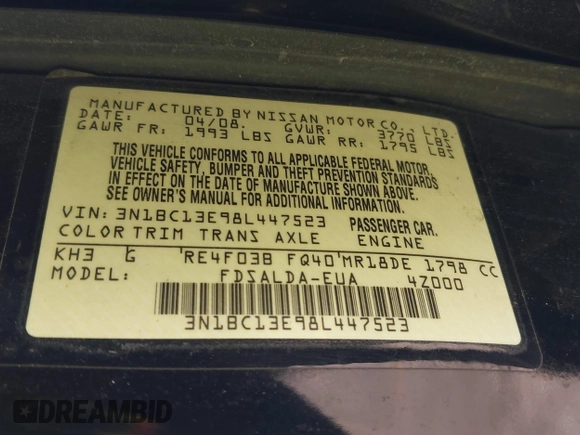 MANUFACTURED BY NISSAN MOTOR CO., LTD.
DATE: 04/08, GVWR: 3770 LBS
GAWR FR: 1993 LBS GAWR RR: 1795 LBS
THIS VEHICLE CONFORMS TO ALL APPLICABLE FEDERAL MOTOR
VEHICLE SAFETY, BUMPER AND THEFT PREVENTION STANDARDS
IN EFFECT ON THE DATE OF MANUFACTURE SHOWN ABOVE.
SEE OWNER'S MANUAL FOR ADDITIONAL INFORMATION.
VIN: 3N1BC13E98L447523 PASSENGER CAR.
COLOR TRIM TRANS AXLE ENGINE
KH3 G RE4F03B FQ40 MR18DE 1798 CC
MODEL: FDSALDA-EUA 4Z000
3N1BC13E98L447523
DREAMBID